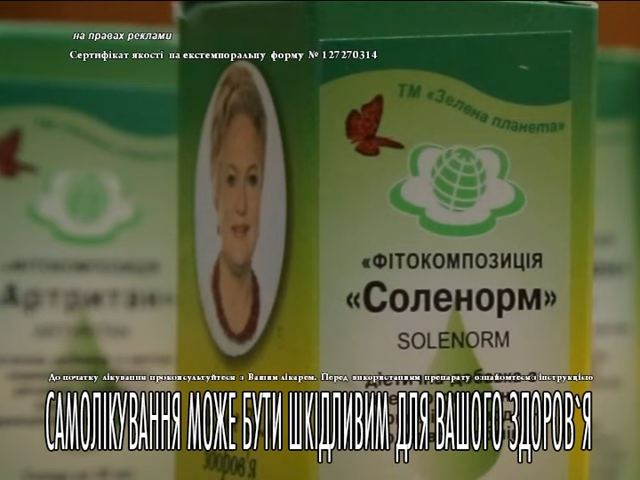 на правах реклами
Сертифікат якості на екстемпоральну форму № 127270314
ТМ «Зелена планета»
«ФІТОКОМПОЗИЦІЯ
«Соленорм»
SOLENORM
«Артритан»
До початку лікування проконсультуйтеся з Вашим лікарем. Перед використанням препарату ознайомтеся з інструкцією
САМОЛІКУВАННЯ МОЖЕ БУТИ ШКІДЛИВИМ ДЛЯ ВАШОГО ЗДОРОВ`Я
здоров'я